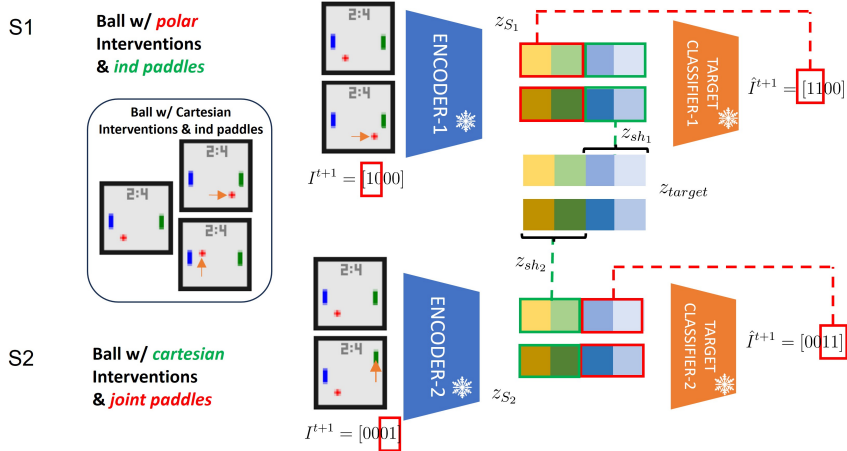 S1
Ball w/ polar
Interventions
& ind paddles
2:4
2:4
ENCODER-1
I^{t+1} = [1000]
z_{S_1}
TARGET
CLASSIFIER-1
Î^{t+1} = [1100]
z_{sh_1}
z_{target}
z_{sh_2}
Ball w/ Cartesian
Interventions & ind paddles
2:4
2:4
2:4
S2
Ball w/ cartesian
Interventions
& joint paddles
2:4
2:4
ENCODER-2
I^{t+1} = [0001]
z_{S_2}
TARGET
CLASSIFIER-2
Î^{t+1} = [0011]